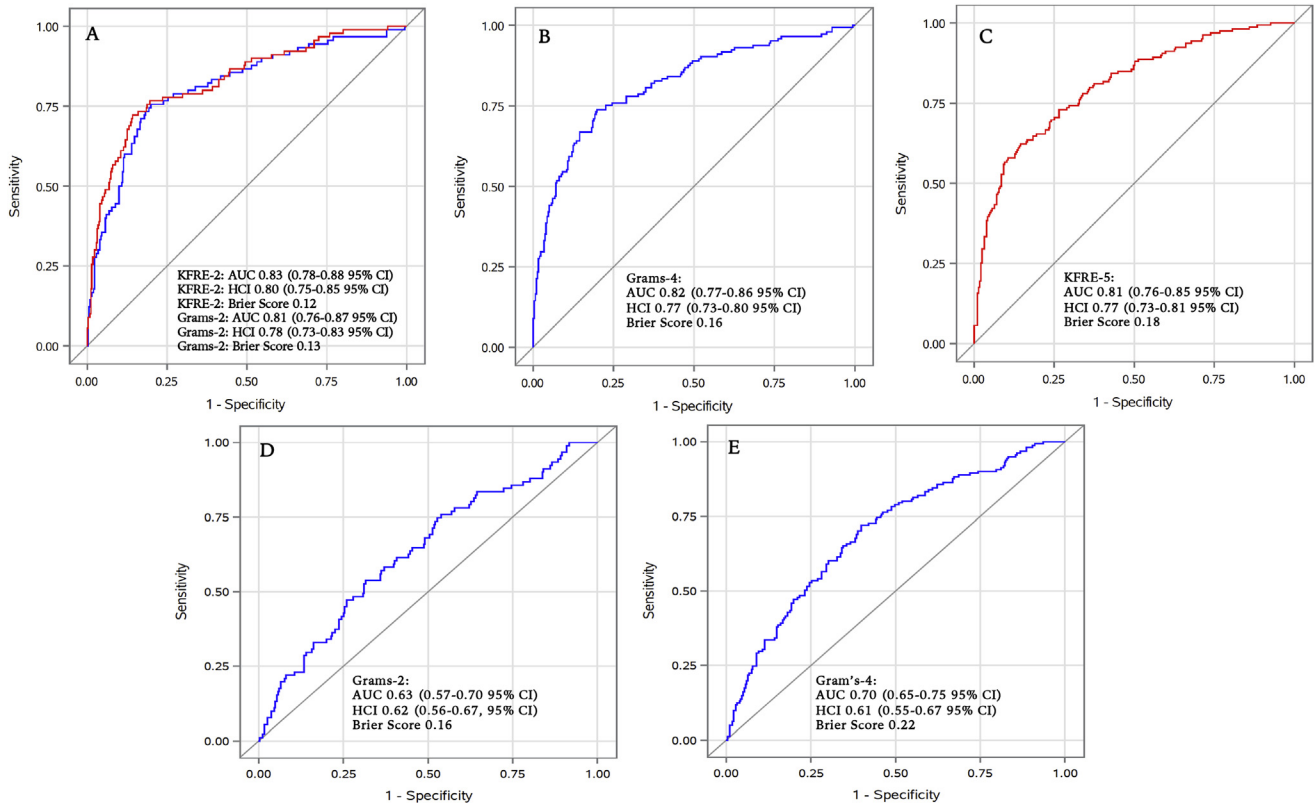 A
1.00
0.75
0.50
0.25
0.00
Sensitivity
KFRE-2: AUC 0.83 (0.78-0.88 95% CI)
KFRE-2: HCI 0.80 (0.75-0.85 95% CI)
KFRE-2: Brier Score 0.12
Grams-2: AUC 0.81 (0.76-0.87 95% CI)
Grams-2: HCI 0.78 (0.73-0.83 95% CI)
Grams-2: Brier Score 0.13
0.00 0.25 0.50 0.75 1.00
1 - Specificity
B
1.00
0.75
0.50
0.25
0.00
Sensitivity
Grams-4:
AUC 0.82 (0.77-0.86 95% CI)
HCI 0.77 (0.73-0.80 95% CI)
Brier Score 0.16
0.00 0.25 0.50 0.75 1.00
1 - Specificity
C
1.00
0.75
0.50
0.25
0.00
Sensitivity
KFRE-5:
AUC 0.81 (0.76-0.85 95% CI)
HCI 0.77 (0.73-0.81 95% CI)
Brier Score 0.18
0.00 0.25 0.50 0.75 1.00
1 - Specificity
D
1.00
0.75
0.50
0.25
0.00
Sensitivity
Grams-2:
AUC 0.63 (0.57-0.70 95% CI)
HCI 0.62 (0.56-0.67, 95% CI)
Brier Score 0.16
0.00 0.25 0.50 0.75 1.00
1 - Specificity
E
1.00
0.75
0.50
0.25
0.00
Sensitivity
Gram's-4:
AUC 0.70 (0.65-0.75 95% CI)
HCI 0.61 (0.55-0.67 95% CI)
Brier Score 0.22
0.00 0.25 0.50 0.75 1.00
1 - Specificity